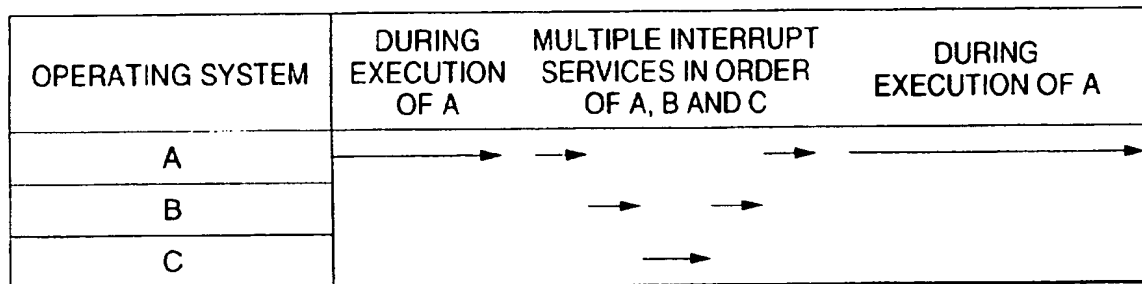 OPERATING SYSTEM
DURING
EXECUTION
OF A
MULTIPLE INTERRUPT
SERVICES IN ORDER
OF A, B AND C
DURING
EXECUTION OF A
A
B
C